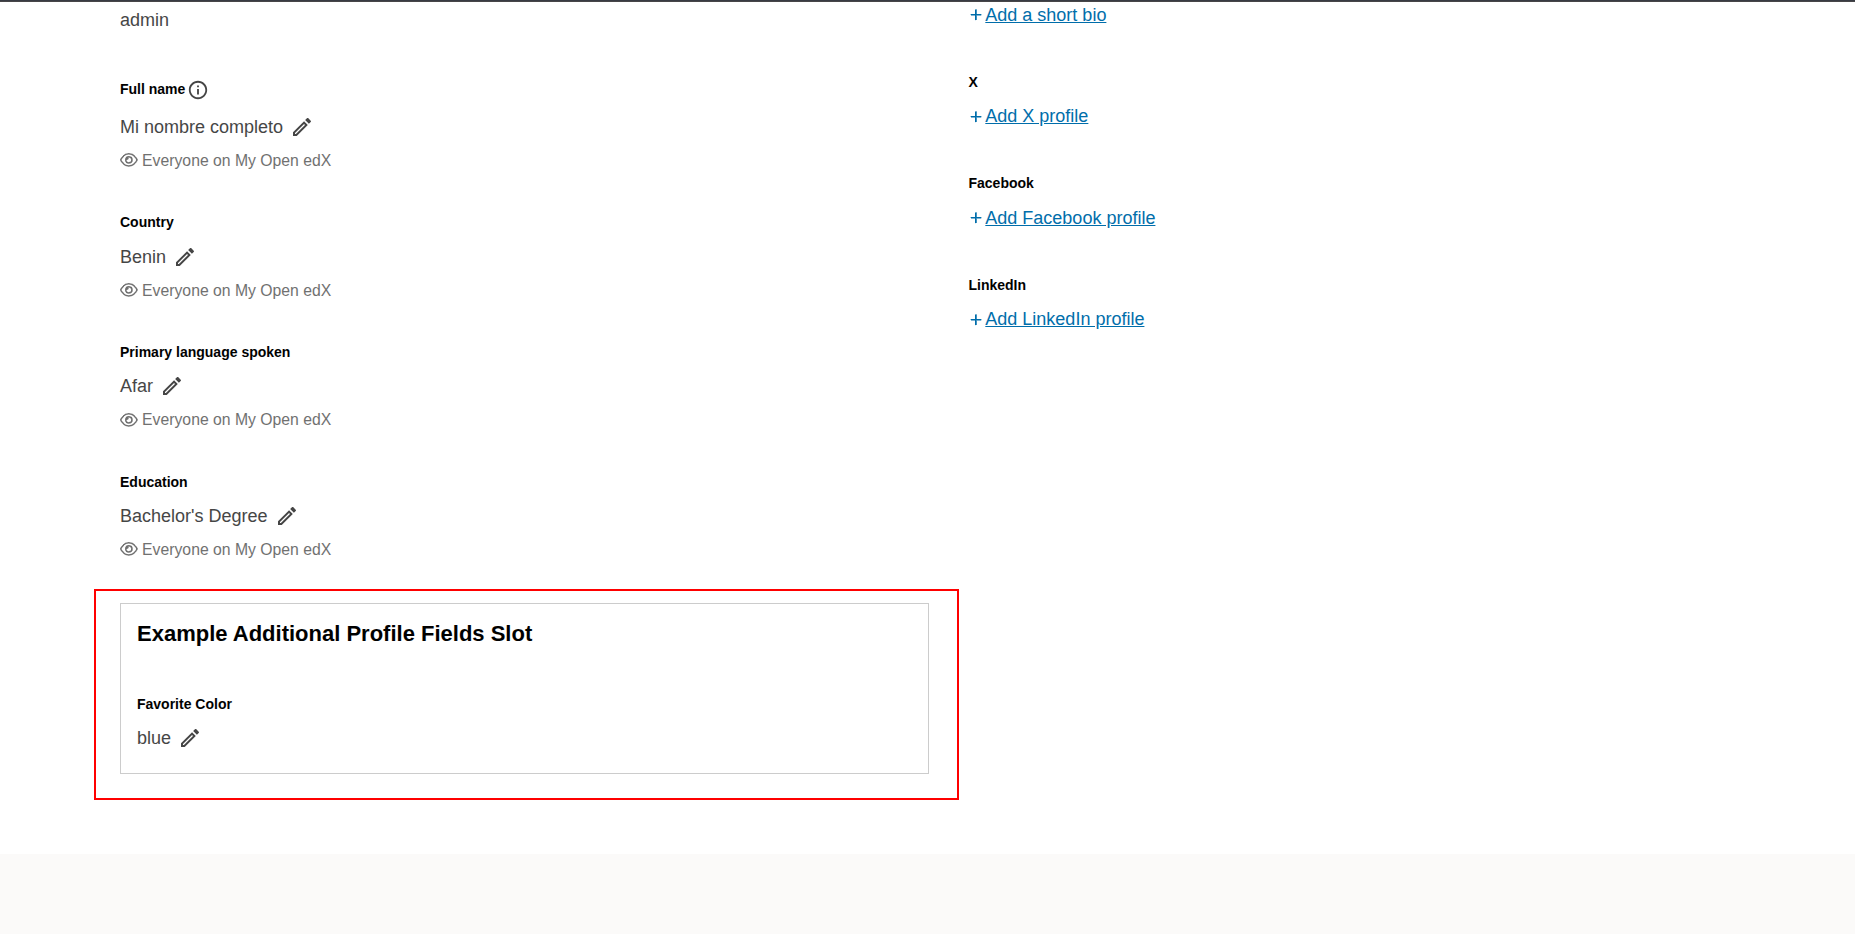 admin
Full name
Mi nombre completo
Everyone on My Open edX
Country
Benin
Everyone on My Open edX
Primary language spoken
Afar
Everyone on My Open edX
Education
Bachelor's Degree
Everyone on My Open edX
Example Additional Profile Fields Slot
Favorite Color
blue
+ Add a short bio
X
+ Add X profile
Facebook
+ Add Facebook profile
LinkedIn
+ Add LinkedIn profile